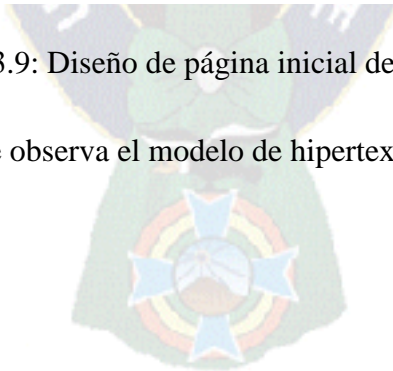 3.9: Diseño de página inicial de
observa el modelo de hipertex